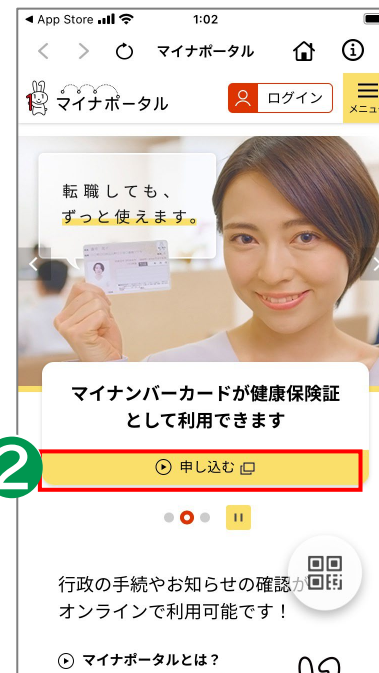 ◀ App Store 1:02
マイナポータル
マイナポータル
ログイン
メニュー
転職しても、
ずっと使えます。
マイナンバーカードが健康保険証
として利用できます
2
申し込む
行政の手続やお知らせの確認が
オンラインで利用可能です！
マイナポータルとは？